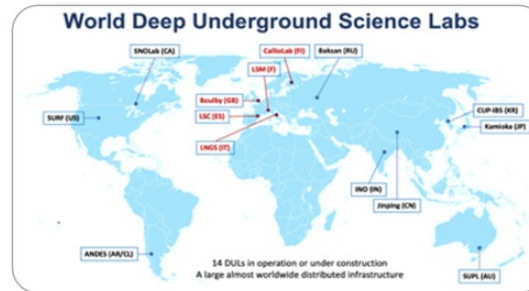 World Deep Underground Science Labs
SNOLab (CA)
CallioLab (FI)
Baksan (RU)
LSM (F)
Boulby (GB)
CUP-IBS (KR)
SURF (US)
LSC (ES)
Kamioka (JP)
LNGS (IT)
INO (IN)
Jinping (CN)
ANDES (AR/CL)
14 DULs in operation or under construction
A large almost worldwide distributed infrastructure
SUPL (AU)